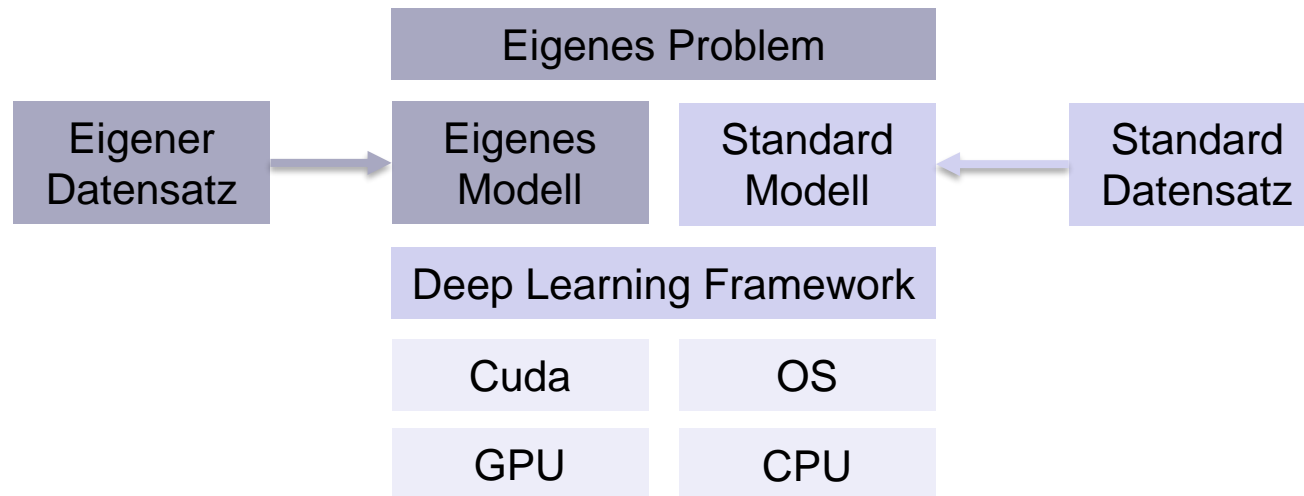 Eigenes Problem
Eigener
Datensatz
Eigenes
Modell
Standard
Modell
Standard
Datensatz
Deep Learning Framework
Cuda
OS
GPU
CPU